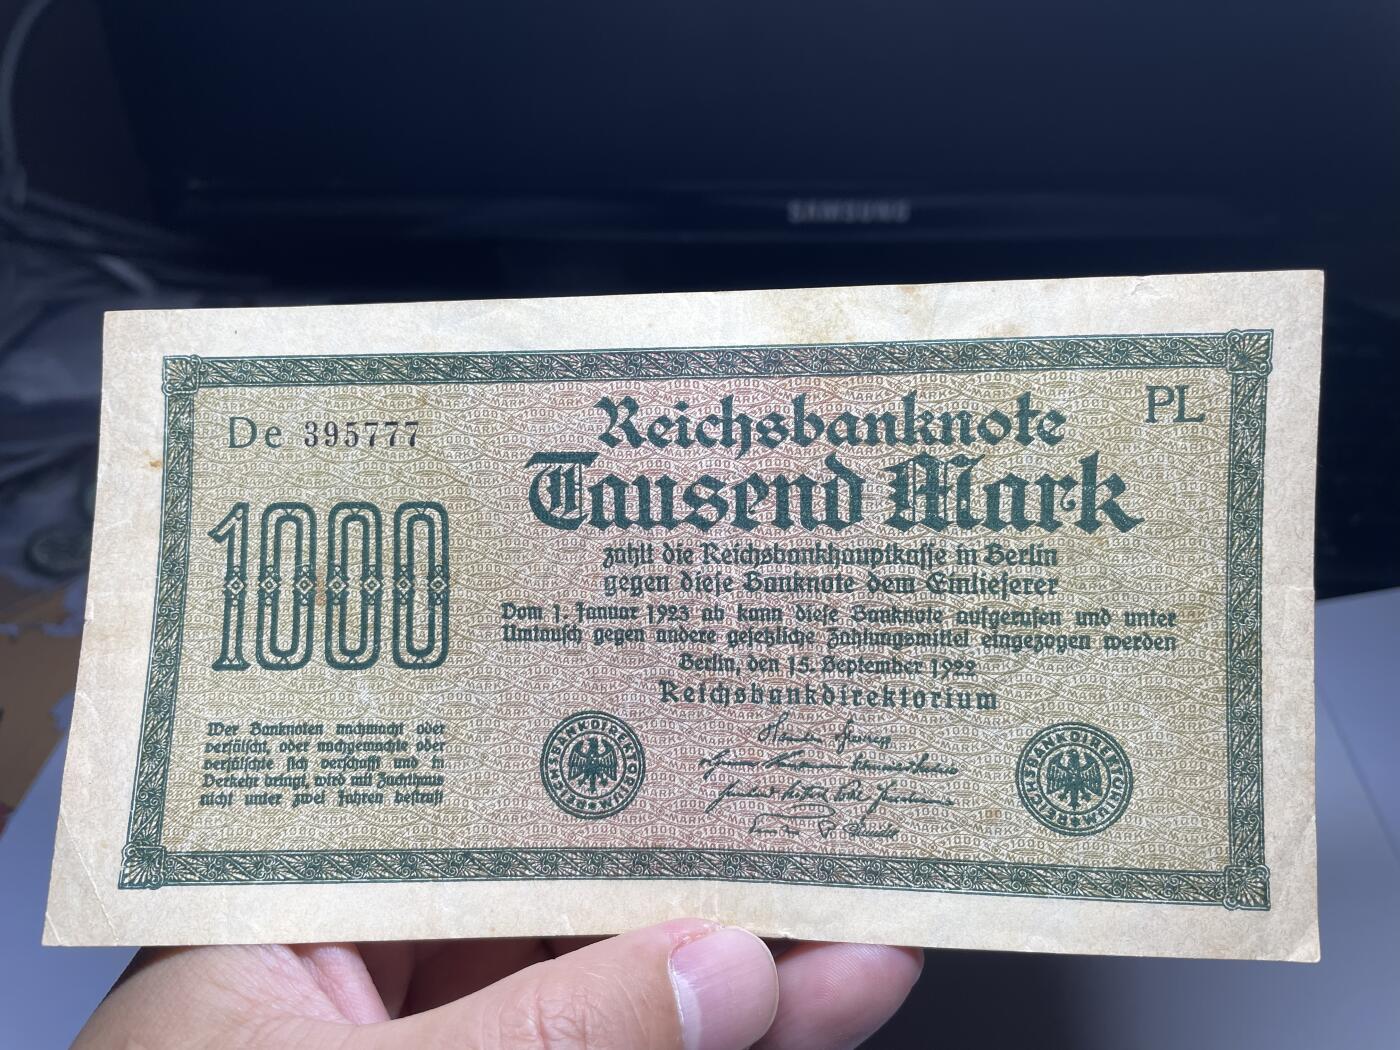 SAMSUNG
De 395777
PL
Reichsbanknote
Tausend Mark
1000
zahlt die Reichsbankhauptkasse in Berlin
gegen diese Banknote dem Einlieferer
Vom 1. Januar 1923 ab kann diese Banknote aufgerufen und unter
Umtausch gegen andere gesetzliche Zahlungsmittel eingezogen werden
Berlin, den 15. September 1922
Reichsbankdirektorium
Wer Banknoten nachmacht oder
verfälscht, oder nachgemachte oder
verfälschte sich verschafft und in
Verkehr bringt, wird mit Zuchthaus
nicht unter zwei Jahren bestraft
REICHSBANKDIREKTORIUM
REICHSBANKDIREKTORIUM